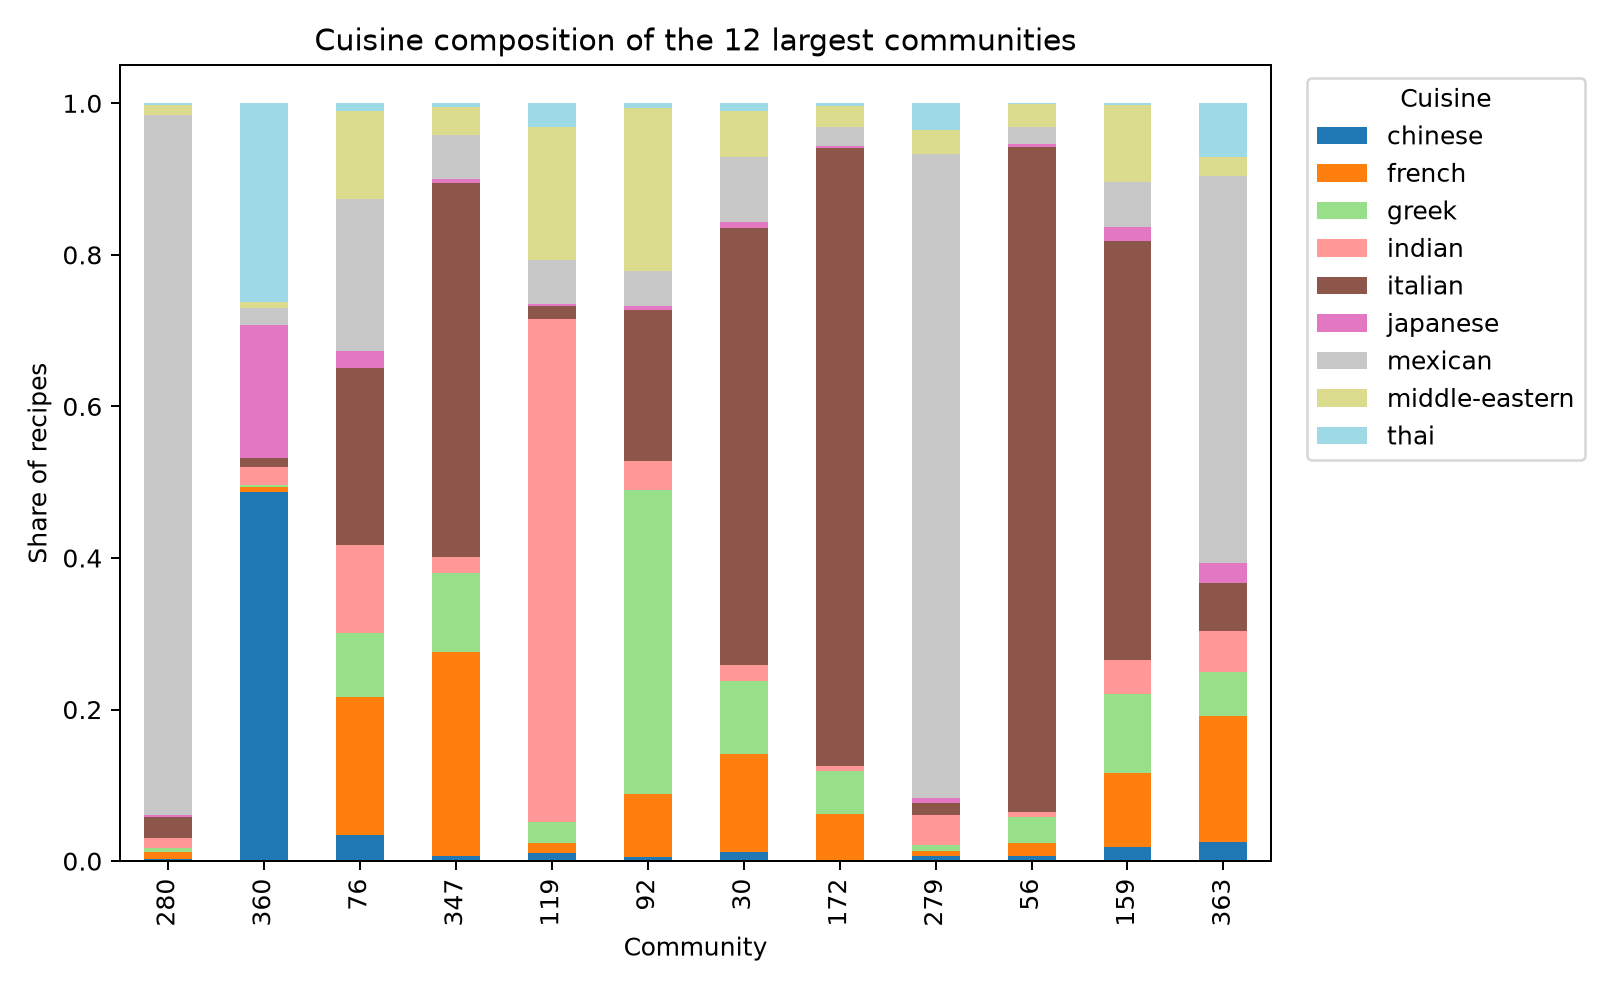 Cuisine composition of the 12 largest communities
Share of recipes
1.0
0.8
0.6
0.4
0.2
0.0
280
360
76
347
119
92
30
172
279
56
159
363
Community
Cuisine
chinese
french
greek
indian
italian
japanese
mexican
middle-eastern
thai